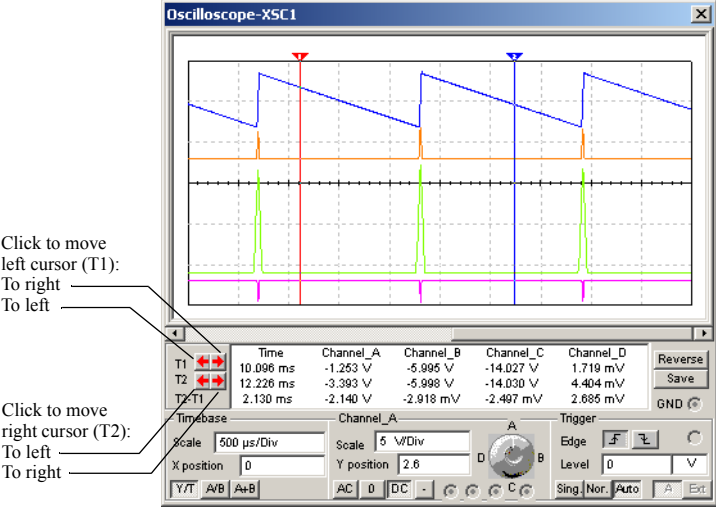 Oscilloscope-XSC1
1
2
Click to move
left cursor (T1):
To right
To left
Click to move
right cursor (T2):
To left
To right
Time Channel_A Channel_B Channel_C Channel_D
T1 10.096 ms -1.253 V -5.995 V -14.027 V 1.719 mV
T2 12.226 ms -3.393 V -5.998 V -14.030 V 4.404 mV
T2-T1 2.130 ms -2.140 V -2.918 mV -2.497 mV 2.685 mV
Reverse
Save
GND
Timebase
Scale 500 µs/Div
X position 0
Y/T A/B A+B
Channel_A
Scale 5 V/Div
Y position 2.6
AC 0 DC -
A
B
C
D
Trigger
Edge
Level 0 V
Sing. Nor. Auto A Ext